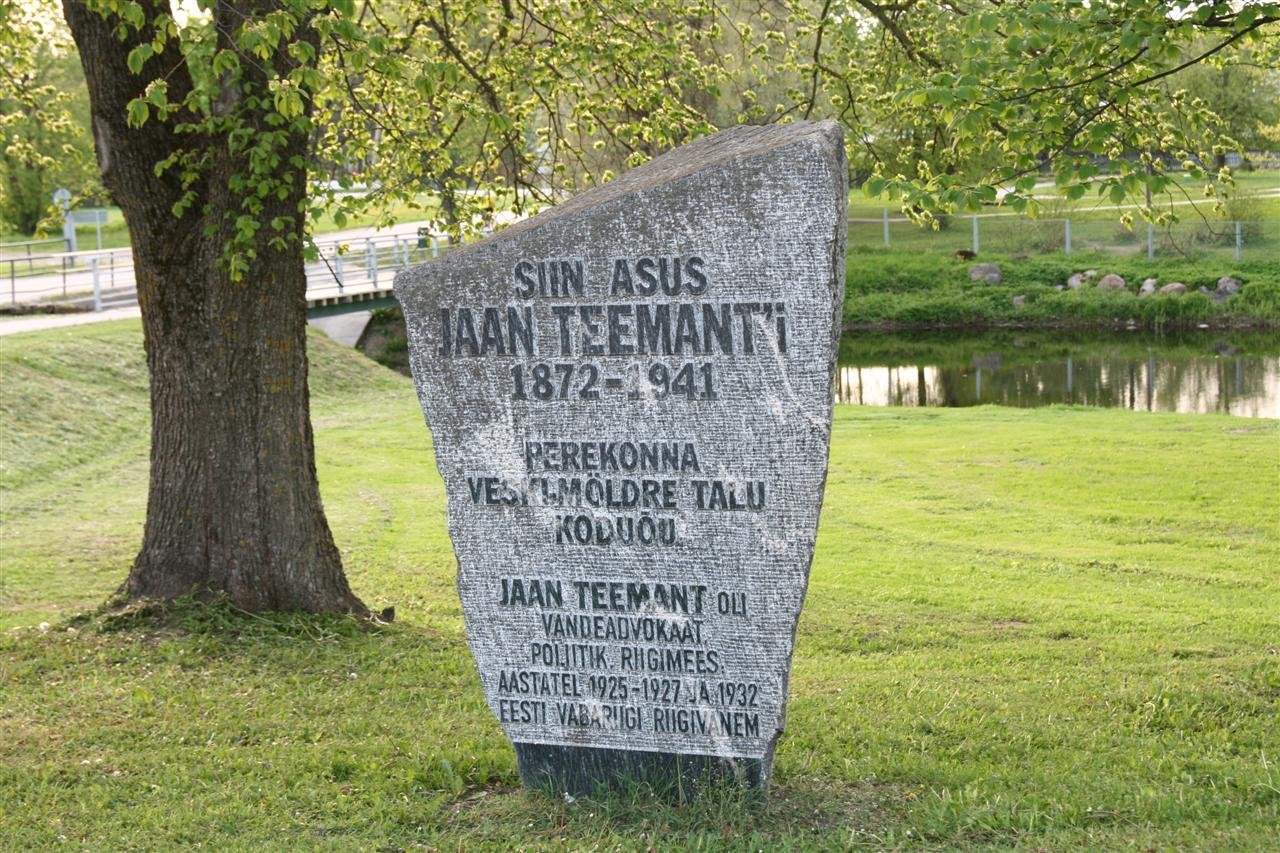 SIIN ASUS
JAAN TEEMANT'i
1872-1941
PEREKONNA
VESKI-MÖLDRE TALU
KODUÕU
JAAN TEEMANT OLI
VANDEADVOKAAT
POLIITIK, RIIGIMEES.
AASTATEL 1925-1927 JA 1932
EESTI VABARIIGI RIIGIVANEM